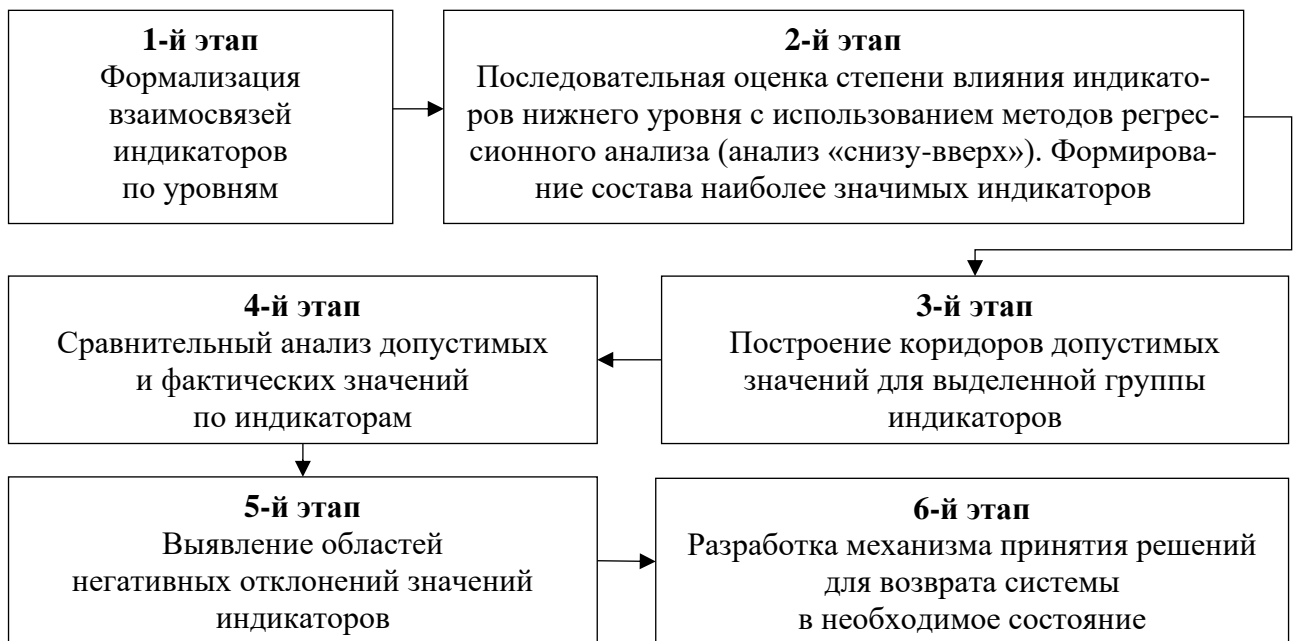 1-й этап
Формализация
взаимосвязей
индикаторов
по уровням
2-й этап
Последовательная оценка степени влияния индикато-
ров нижнего уровня с использованием методов регрес-
сионного анализа (анализ «снизу-вверх»). Формирова-
ние состава наиболее значимых индикаторов
3-й этап
Построение коридоров допустимых
значений для выделенной группы
индикаторов
4-й этап
Сравнительный анализ допустимых
и фактических значений
по индикаторам
5-й этап
Выявление областей
негативных отклонений значений
индикаторов
6-й этап
Разработка механизма принятия решений
для возврата системы
в необходимое состояние